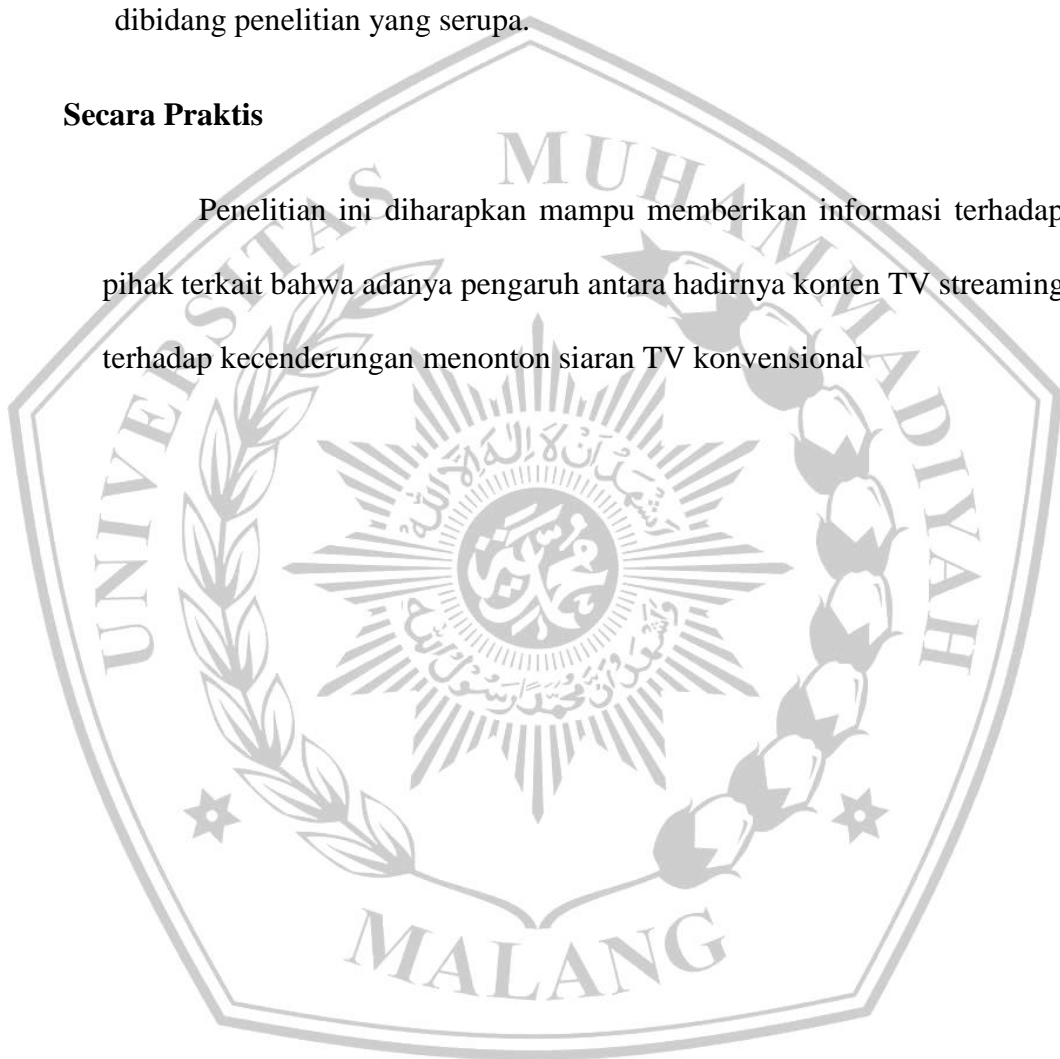 dibidang penelitian yang serupa.
Secara Praktis
Penelitian ini diharapkan mampu memberikan informasi terhadap
pihak terkait bahwa adanya pengaruh antara hadirnya konten TV streaming
terhadap kecenderungan menonton siaran TV konvensional
UNIVERSITAS MUHAMMADIYAH
MALANG